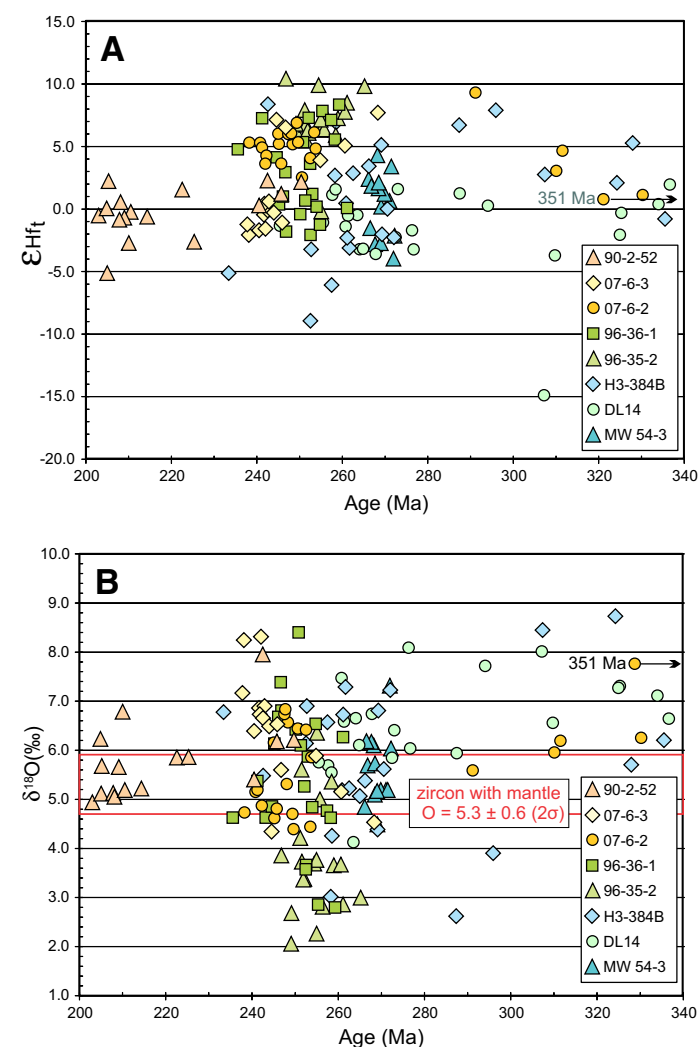 A
15.0
10.0
5.0
0.0
-5.0
-10.0
-15.0
-20.0
εHft
351 Ma
90-2-52
07-6-3
07-6-2
96-36-1
96-35-2
H3-384B
DL14
MW 54-3
200 220 240 260 280 300 320 340
Age (Ma)
B
10.0
9.0
8.0
7.0
6.0
5.0
4.0
3.0
2.0
1.0
δ¹⁸O(‰)
351 Ma
zircon with mantle
O = 5.3 ± 0.6 (2σ)
90-2-52
07-6-3
07-6-2
96-36-1
96-35-2
H3-384B
DL14
MW 54-3
200 220 240 260 280 300 320 340
Age (Ma)